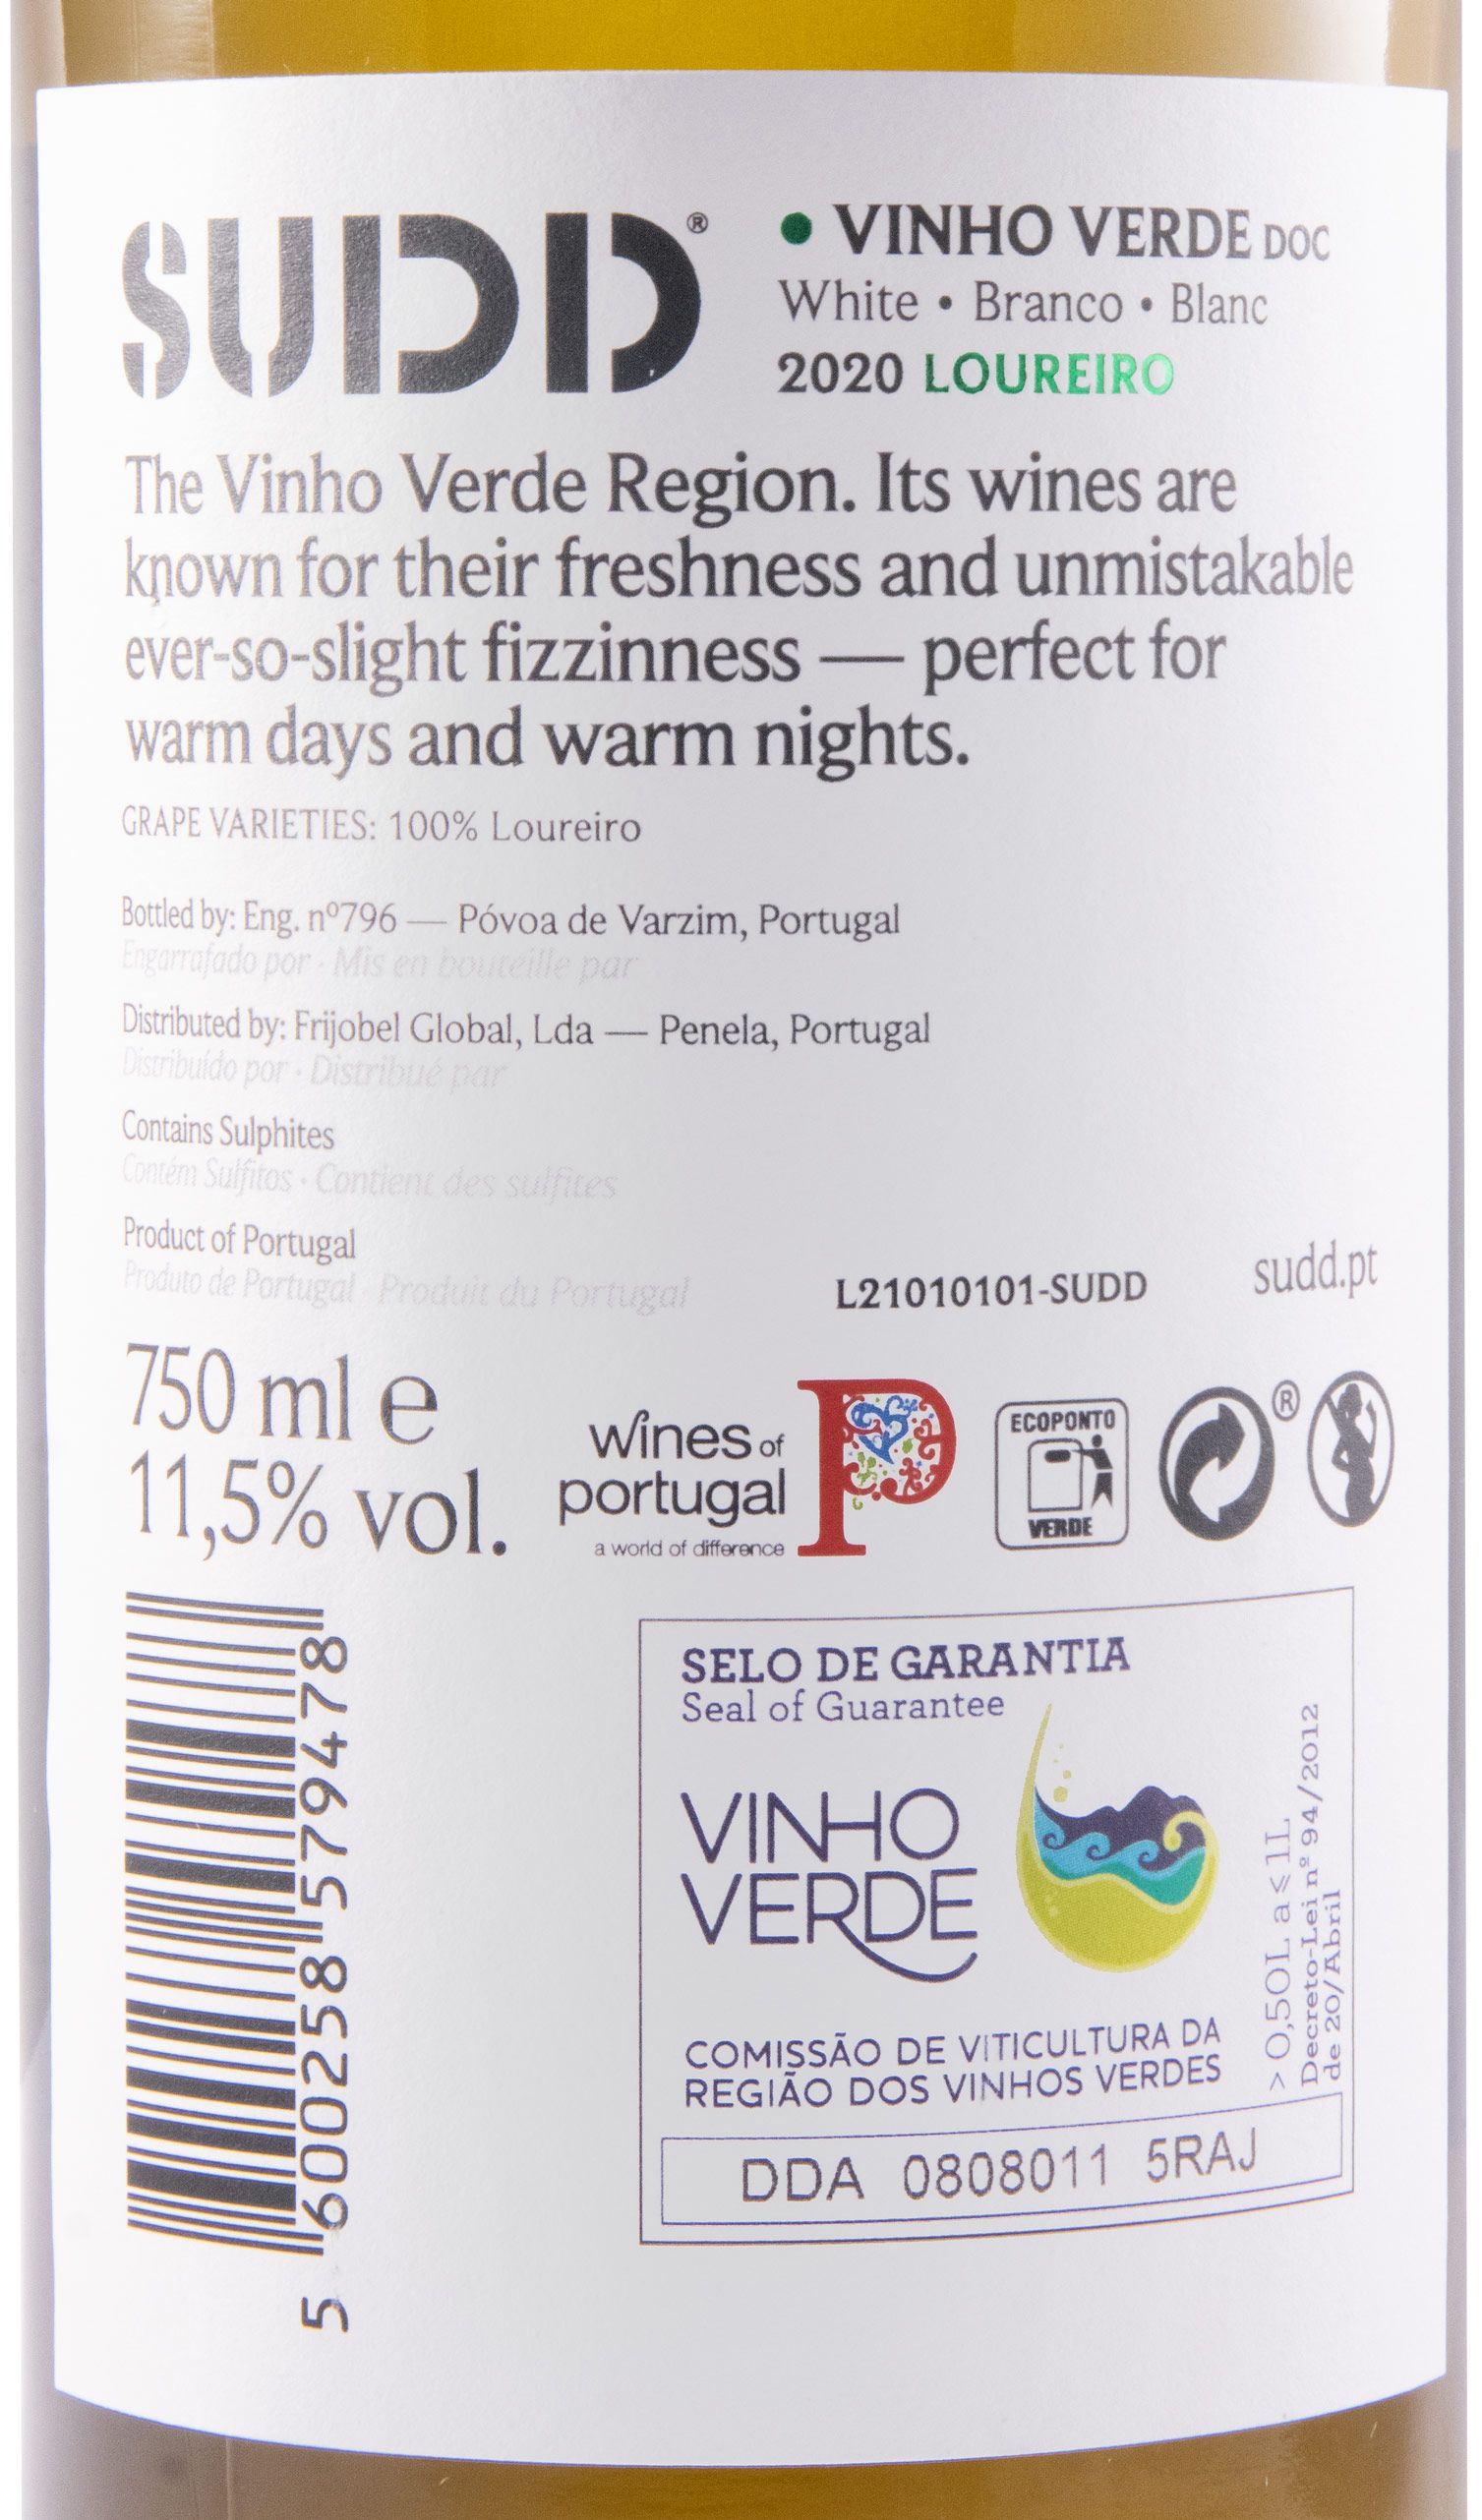 SUDD®
• VINHO VERDE DOC
White • Branco • Blanc
2020 LOUREIRO
The Vinho Verde Region. Its wines are
known for their freshness and unmistakable
ever-so-slight fizzinness — perfect for
warm days and warm nights.
GRAPE VARIETIES: 100% Loureiro
Bottled by: Eng. nº796 — Póvoa de Varzim, Portugal
Engarrafado por · Mis en bouteille par
Distributed by: Frijobel Global, Lda — Penela, Portugal
Distribuído por · Distribué par
Contains Sulphites
Contém Sulfitos · Contient des sulfites
Product of Portugal
Produto de Portugal · Produit du Portugal
L21010101-SUDD
sudd.pt
750 ml e
11,5% vol.
wines of
portugal
a world of difference
P
ECOPONTO
VERDE
®
5 600258 579478
SELO DE GARANTIA
Seal of Guarantee
VINHO
VERDE
COMISSÃO DE VITICULTURA DA
REGIÃO DOS VINHOS VERDES
> 0,50L a ⩽ 1L
Decreto-Lei nº 94/2012
de 20/Abril
DDA 0808011 5RAJ